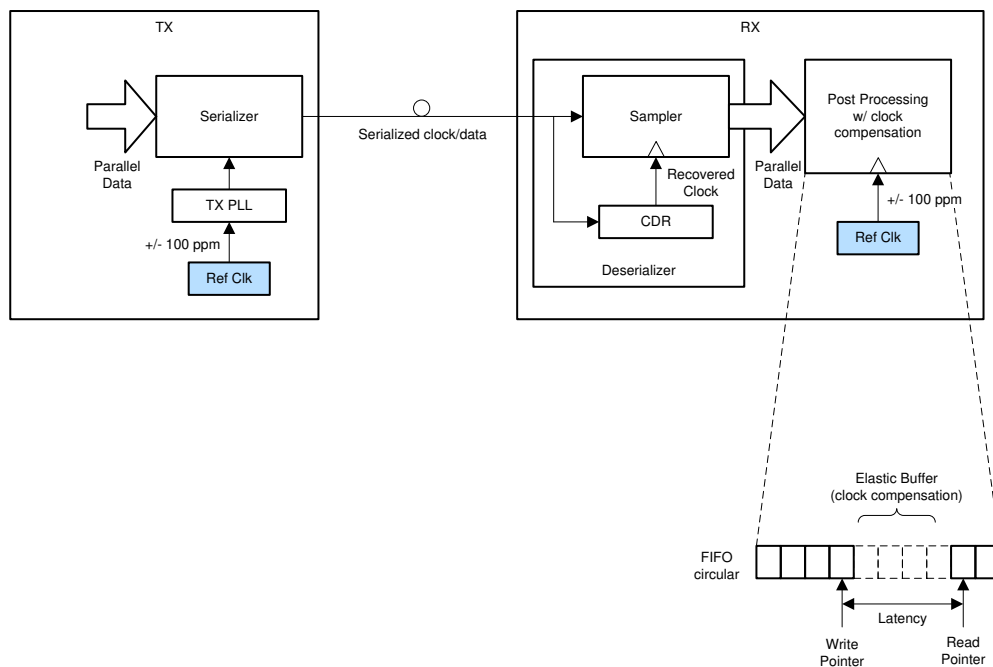 TX
RX
Serializer
Parallel
Data
TX PLL
+/- 100 ppm
Ref Clk
Serialized clock/data
Sampler
Recovered
Clock
CDR
Deserializer
Parallel
Data
Post Processing
w/ clock
compensation
+/- 100 ppm
Ref Clk
Elastic Buffer
(clock compensation)
FIFO
circular
Latency
Write
Pointer
Read
Pointer